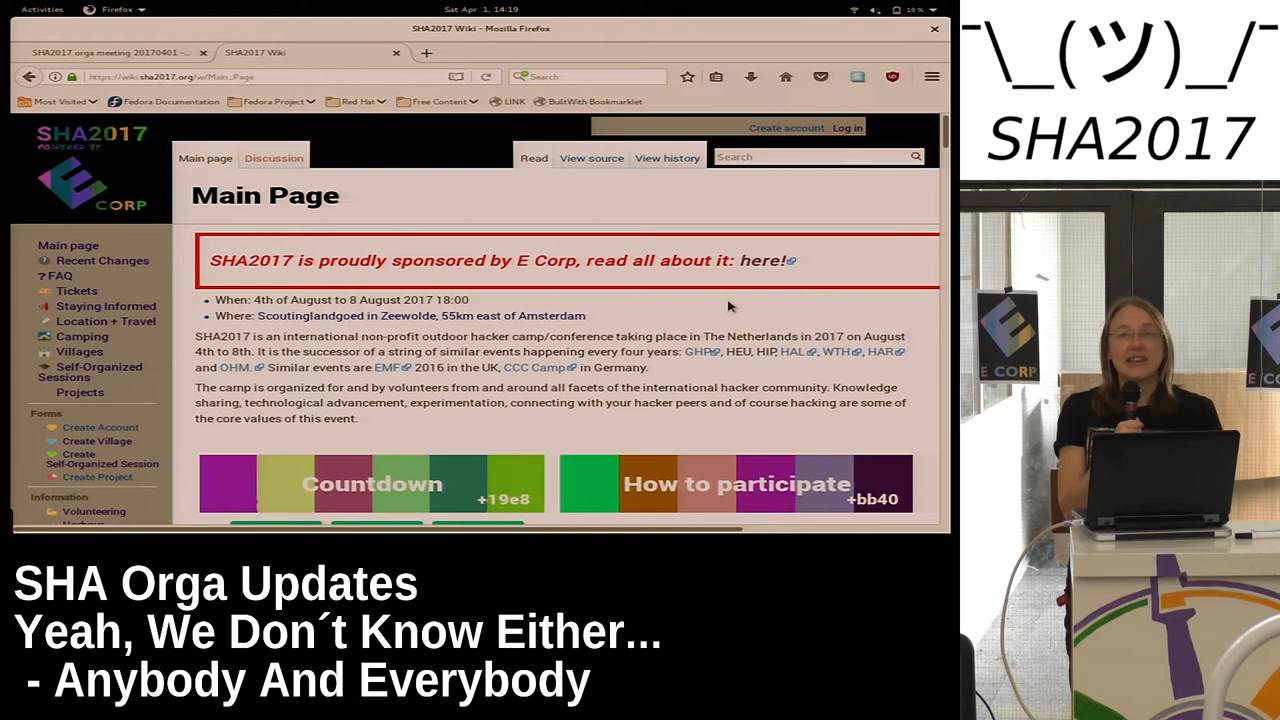 Activities Firefox Sat Apr 1, 14:19 19 %
SHA2017 Wiki - Mozilla Firefox
SHA2017 orga meeting 20170401 -... SHA2017 Wiki
https://wiki.sha2017.org/w/Main_Page Search
Most Visited Fedora Documentation Fedora Project Red Hat Free Content LINK BuiltWith Bookmarklet
SHA2017
POWERED BY
E CORP
Create account Log in
Main page Discussion Read View source View history Search
Main Page
SHA2017 is proudly sponsored by E Corp, read all about it: here!
When: 4th of August to 8 August 2017 18:00
Where: Scoutinglandgoed in Zeewolde, 55km east of Amsterdam
SHA2017 is an international non-profit outdoor hacker camp/conference taking place in The Netherlands in 2017 on August
4th to 8th. It is the successor of a string of similar events happening every four years: GHP, HEU, HIP, HAL, WTH, HAR
and OHM. Similar events are EMF 2016 in the UK, CCC Camp in Germany.
The camp is organized for and by volunteers from and around all facets of the international hacker community. Knowledge
sharing, technological advancement, experimentation, connecting with your hacker peers and of course hacking are some of
the core values of this event.
Countdown
+19e8
How to participate
+bb40
Main page
Recent Changes
? FAQ
Tickets
Staying Informed
Location + Travel
Camping
Villages
Self-Organized
Sessions
Projects
Forms
Create Account
Create Village
Create
Self-Organized Session
Create Project
Information
Volunteering
¯\_(ツ)_/¯
SHA2017
E CORP
SHA Orga Updates
Yeah, We Don´t Know Either...
- Anybody And Everybody